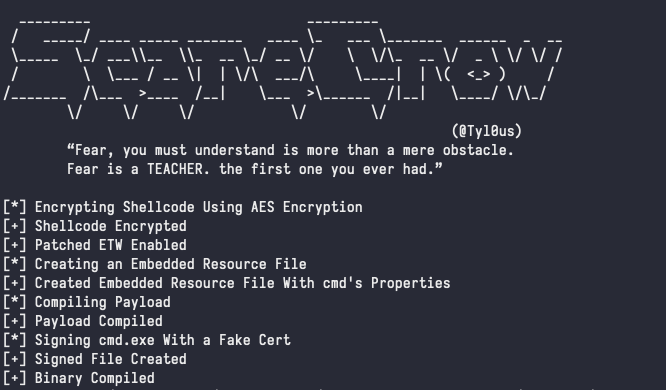 ScareCrow
(@Tyl0us)
“Fear, you must understand is more than a mere obstacle.
Fear is a TEACHER. the first one you ever had.”
[*] Encrypting Shellcode Using AES Encryption
[+] Shellcode Encrypted
[+] Patched ETW Enabled
[*] Creating an Embedded Resource File
[+] Created Embedded Resource File With cmd's Properties
[*] Compiling Payload
[+] Payload Compiled
[*] Signing cmd.exe With a Fake Cert
[+] Signed File Created
[+] Binary Compiled